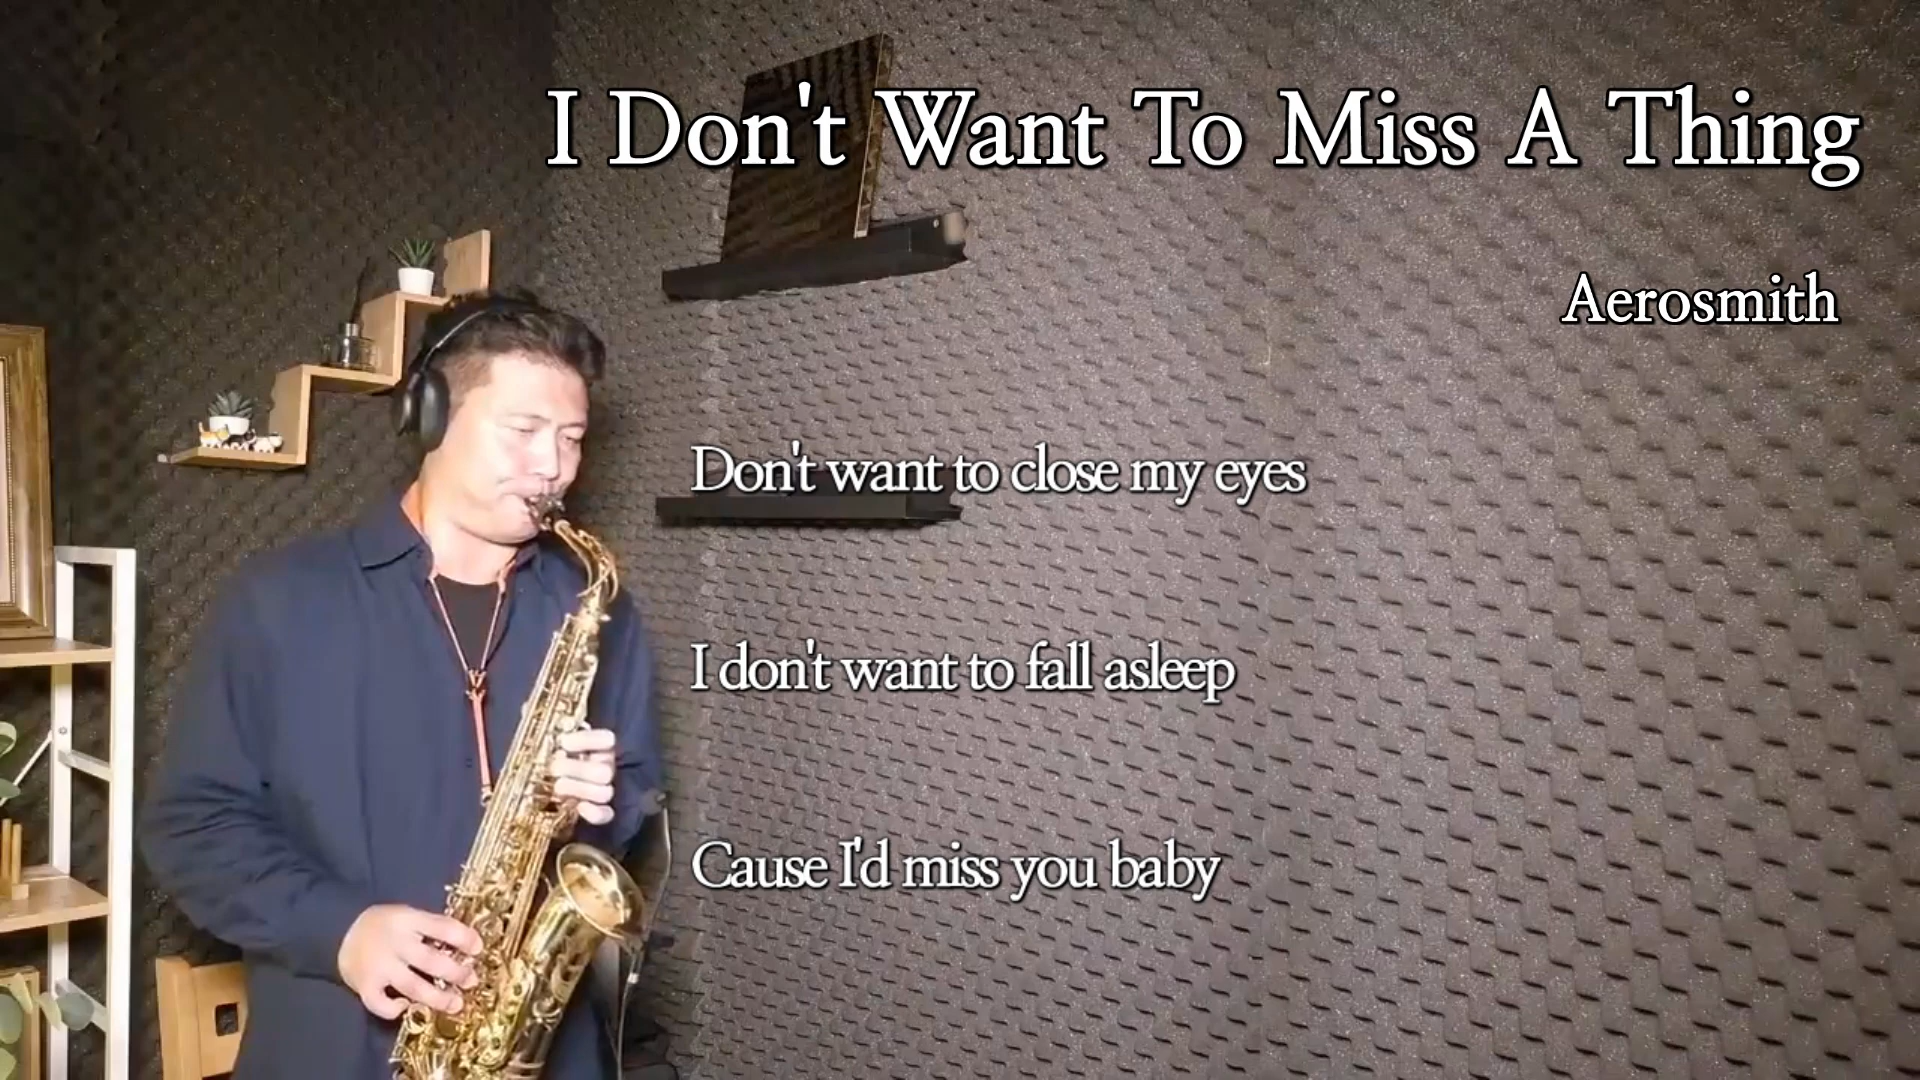 I Don't Want To Miss A Thing
Aerosmith
Don't want to close my eyes
I don't want to fall asleep
Cause I'd miss you baby